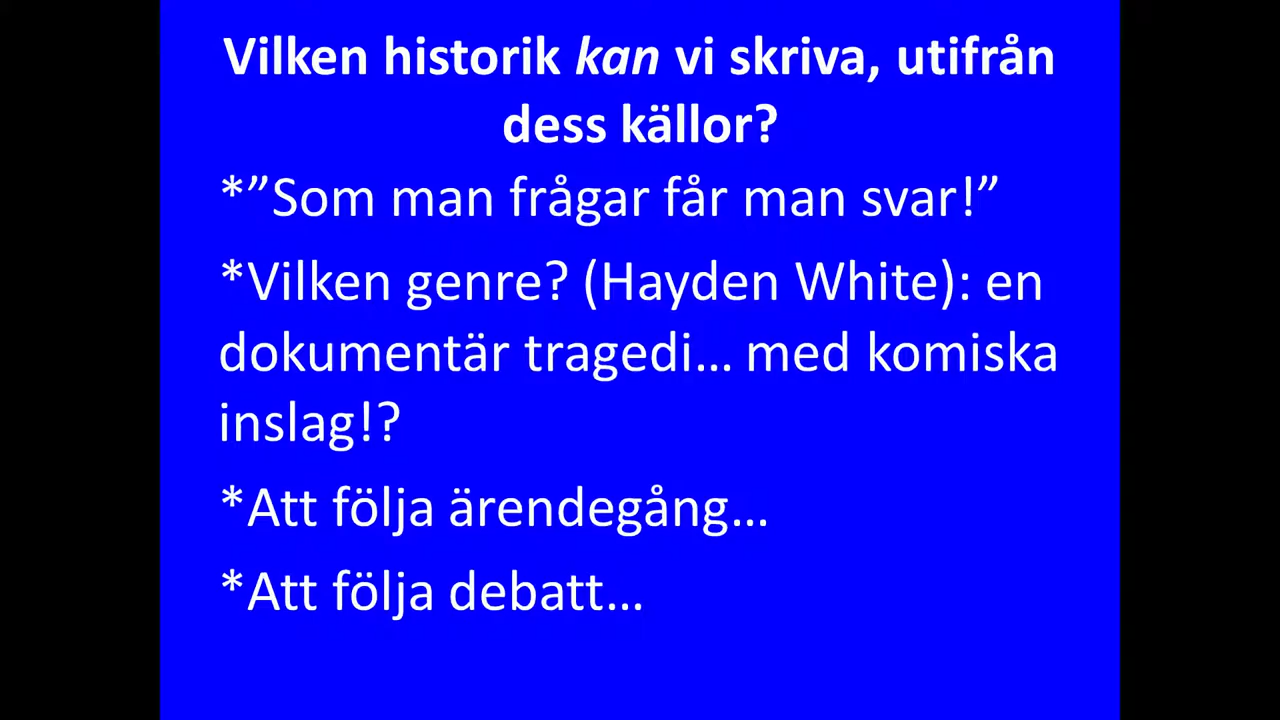 Vilken historik kan vi skriva, utifrån
dess källor?
*”Som man frågar får man svar!”
*Vilken genre? (Hayden White): en
dokumentär tragedi… med komiska
inslag!?
*Att följa ärendegång…
*Att följa debatt…